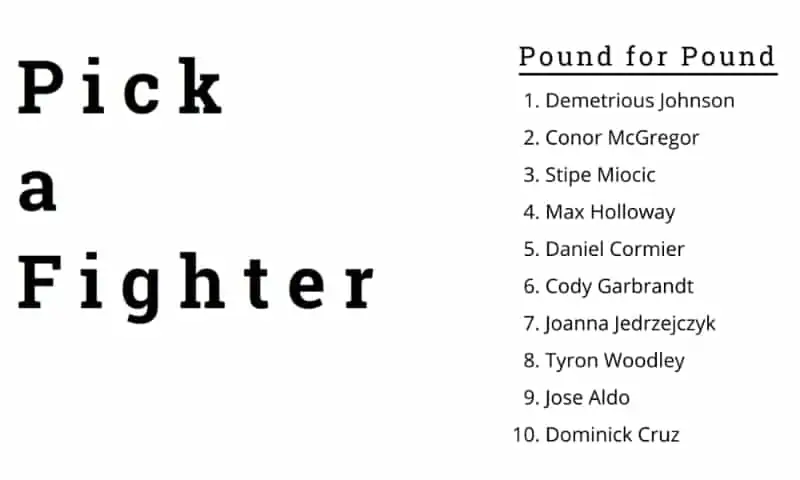 Pick
a
Fighter
Pound for Pound
1. Demetrious Johnson
2. Conor McGregor
3. Stipe Miocic
4. Max Holloway
5. Daniel Cormier
6. Cody Garbrandt
7. Joanna Jedrzejczyk
8. Tyron Woodley
9. Jose Aldo
10. Dominick Cruz